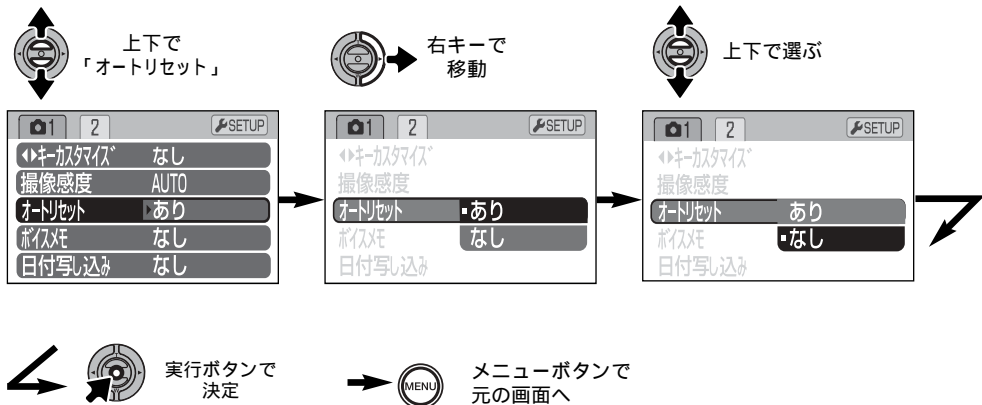 上下で
「オートリセット」
右キーで
移動
上下で選ぶ
1 2 SETUP
キーカスタマイズ なし
撮像感度 AUTO
オートリセット あり
ボイスメモ なし
日付写し込み なし
1 2 SETUP
キーカスタマイズ
撮像感度
オートリセット あり
ボイスメモ なし
日付写し込み
1 2 SETUP
キーカスタマイズ
撮像感度
オートリセット あり
ボイスメモ なし
日付写し込み
実行ボタンで
決定
MENU
メニューボタンで
元の画面へ